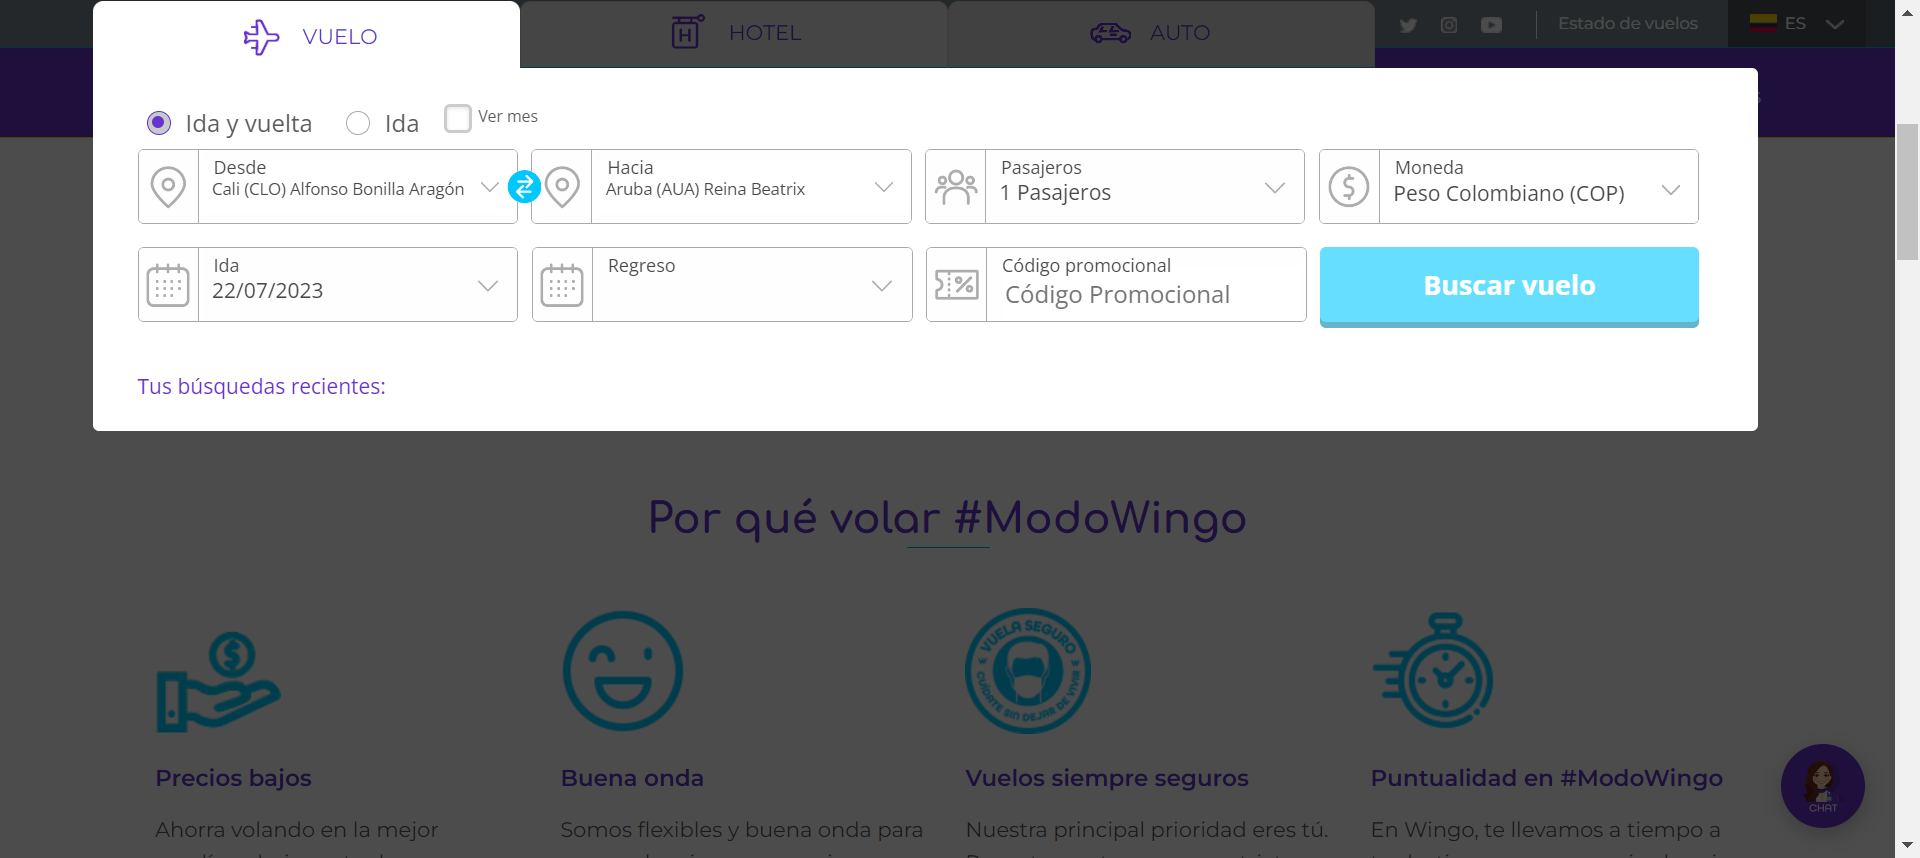 VUELO
HOTEL
AUTO
Estado de vuelos
ES
Ida y vuelta
Ida
Ver mes
Desde
Cali (CLO) Alfonso Bonilla Aragón
Hacia
Aruba (AUA) Reina Beatrix
Pasajeros
1 Pasajeros
Moneda
Peso Colombiano (COP)
Ida
22/07/2023
Regreso
Código promocional
Código Promocional
Buscar vuelo
Tus búsquedas recientes:
Por qué volar #ModoWingo
VUELA SEGURO
CUÍDATE SIN DEJAR DE VIVIR
Precios bajos
Buena onda
Vuelos siempre seguros
Puntualidad en #ModoWingo
Ahorra volando en la mejor
Somos flexibles y buena onda para
Nuestra principal prioridad eres tú.
En Wingo, te llevamos a tiempo a
CHAT